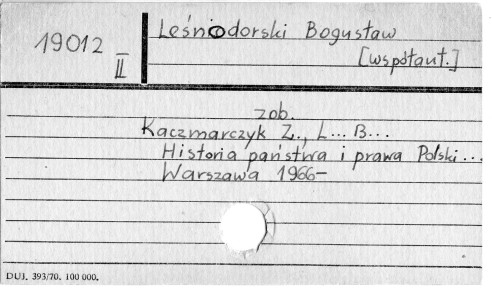 19012
II
Leśnodorski Bogusław
[współaut.]
zob.
Kaczmarczyk Z., L... B...
Historia państwa i prawa Polski...
Warszawa 1966-
DUJ. 393/70. 100 000.